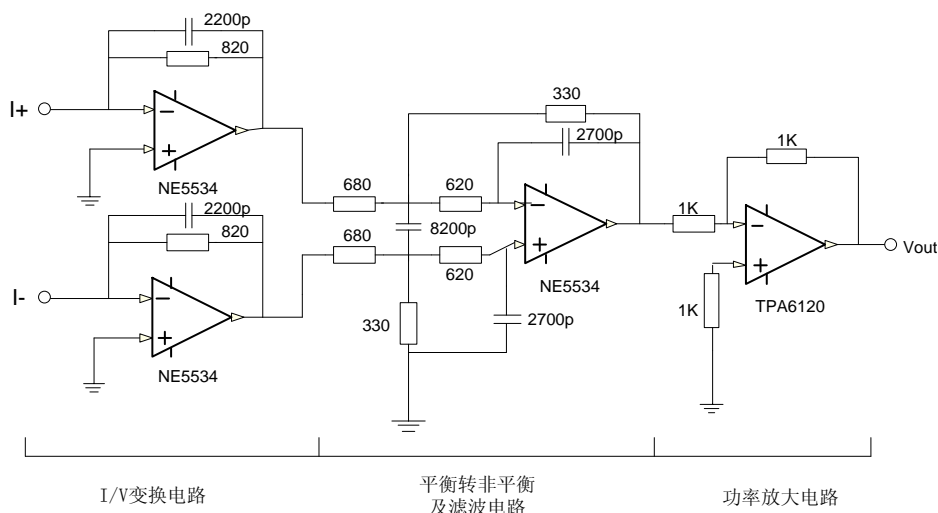 2200p
820
I+
NE5534
2200p
820
I-
NE5534
330
2700p
680
620
8200p
680
620
NE5534
330
2700p
1K
1K
1K
TPA6120
Vout
I/V变换电路
平衡转非平衡
及滤波电路
功率放大电路